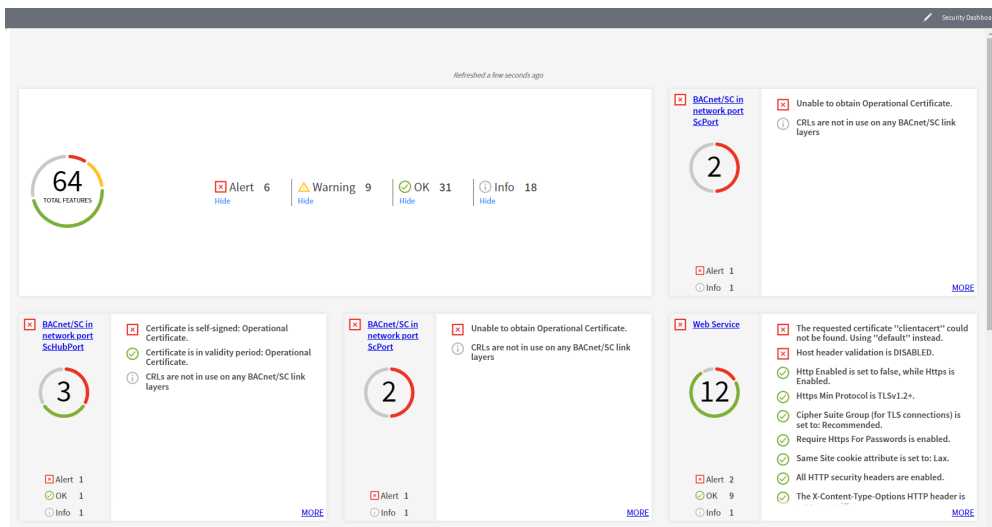 Security Dashboa
Refreshed a few seconds ago
64
TOTAL FEATURES
Alert 6
Hide
Warning 9
Hide
OK 31
Hide
Info 18
Hide
BACnet/SC in
network port
ScPort
2
Alert 1
Info 1
Unable to obtain Operational Certificate.
CRLs are not in use on any BACnet/SC link
layers
MORE
BACnet/SC in
network port
ScHubPort
3
Alert 1
OK 1
Info 1
Certificate is self-signed: Operational
Certificate.
Certificate is in validity period: Operational
Certificate.
CRLs are not in use on any BACnet/SC link
layers
MORE
BACnet/SC in
network port
ScPort
2
Alert 1
Info 1
Unable to obtain Operational Certificate.
CRLs are not in use on any BACnet/SC link
layers
MORE
Web Service
12
Alert 2
OK 9
Info 1
The requested certificate "clientacert" could
not be found. Using "default" instead.
Host header validation is DISABLED.
Http Enabled is set to false, while Https is
Enabled.
Https Min Protocol is TLSv1.2+.
Cipher Suite Group (for TLS connections) is
set to: Recommended.
Require Https For Passwords is enabled.
Same Site cookie attribute is set to: Lax.
All HTTP security headers are enabled.
The X-Content-Type-Options HTTP header is
MORE